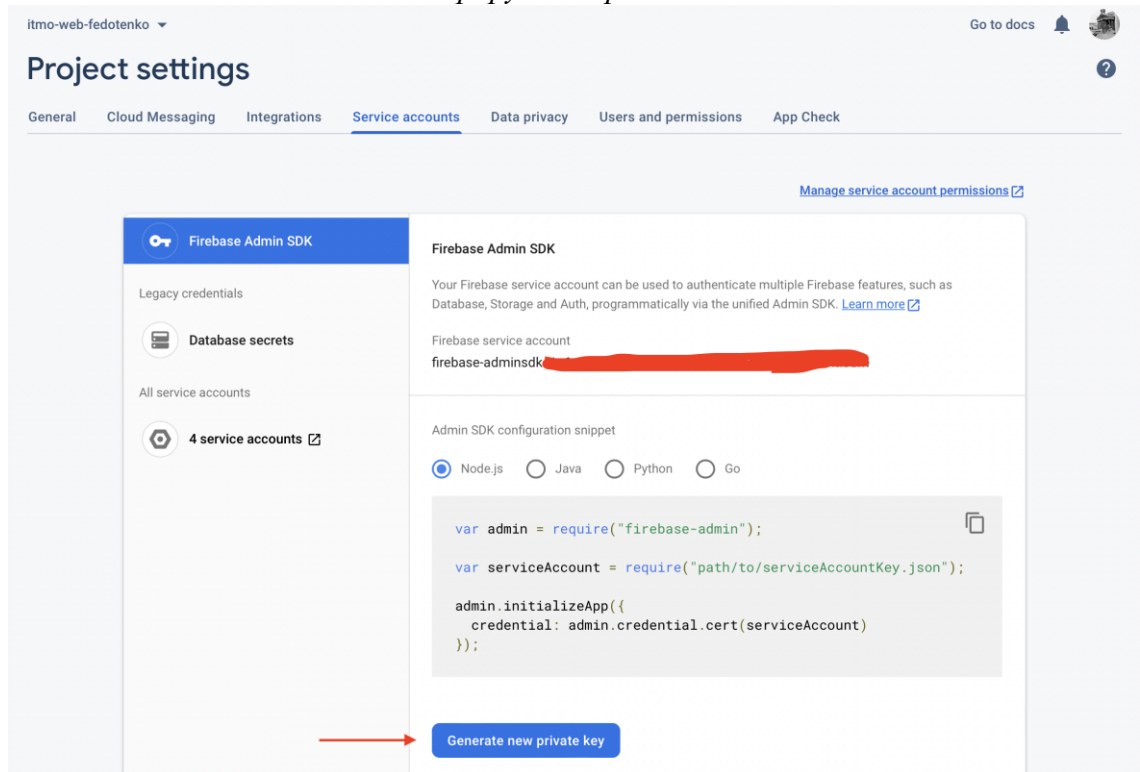 itmo-web-fedotenko
Go to docs
Project settings
General Cloud Messaging Integrations Service accounts Data privacy Users and permissions App Check
Manage service account permissions
Firebase Admin SDK
Legacy credentials
Database secrets
All service accounts
4 service accounts
Firebase Admin SDK
Your Firebase service account can be used to authenticate multiple Firebase features, such as
Database, Storage and Auth, programmatically via the unified Admin SDK. Learn more
Firebase service account
firebase-adminsdk
Admin SDK configuration snippet
Node.js Java Python Go
var admin = require("firebase-admin");
var serviceAccount = require("path/to/serviceAccountKey.json");
admin.initializeApp({
credential: admin.credential.cert(serviceAccount)
});
Generate new private key